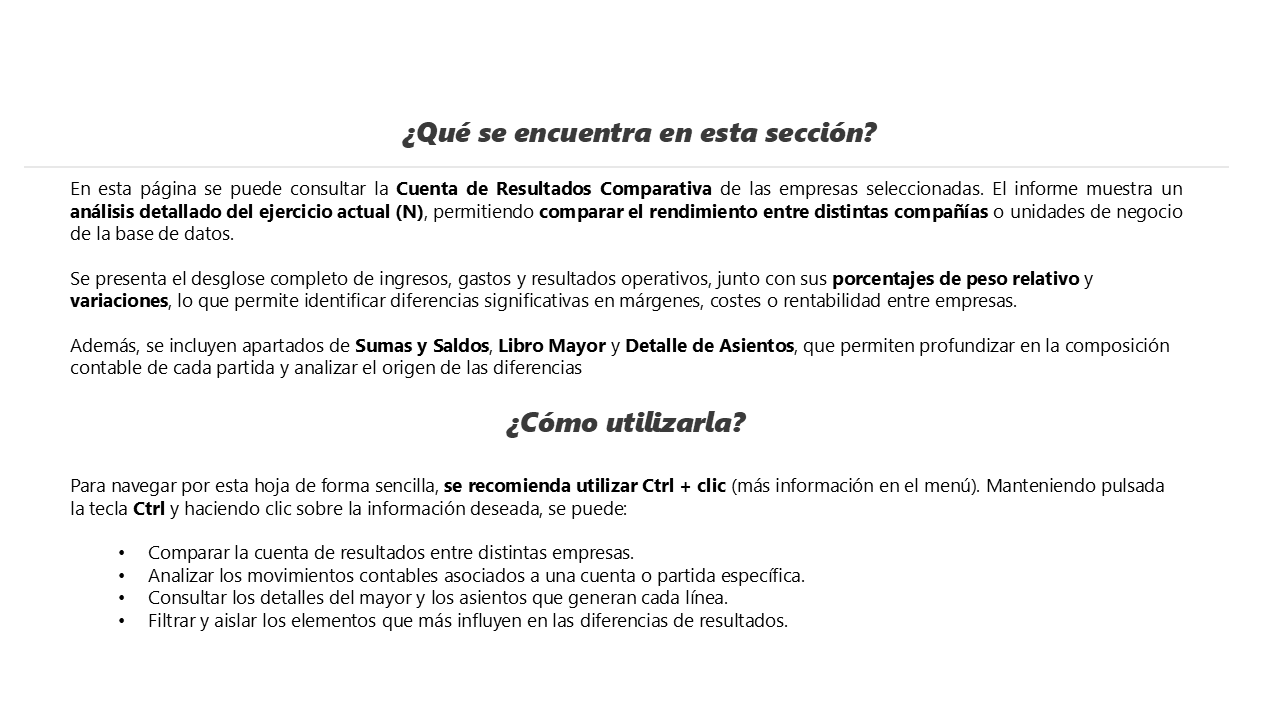 ¿Qué se encuentra en esta sección?
En esta página se puede consultar la Cuenta de Resultados Comparativa de las empresas seleccionadas. El informe muestra un
análisis detallado del ejercicio actual (N), permitiendo comparar el rendimiento entre distintas compañías o unidades de negocio
de la base de datos.
Se presenta el desglose completo de ingresos, gastos y resultados operativos, junto con sus porcentajes de peso relativo y
variaciones, lo que permite identificar diferencias significativas en márgenes, costes o rentabilidad entre empresas.
Además, se incluyen apartados de Sumas y Saldos, Libro Mayor y Detalle de Asientos, que permiten profundizar en la composición
contable de cada partida y analizar el origen de las diferencias
¿Cómo utilizarla?
Para navegar por esta hoja de forma sencilla, se recomienda utilizar Ctrl + clic (más información en el menú). Manteniendo pulsada
la tecla Ctrl y haciendo clic sobre la información deseada, se puede:
• Comparar la cuenta de resultados entre distintas empresas.
• Analizar los movimientos contables asociados a una cuenta o partida específica.
• Consultar los detalles del mayor y los asientos que generan cada línea.
• Filtrar y aislar los elementos que más influyen en las diferencias de resultados.